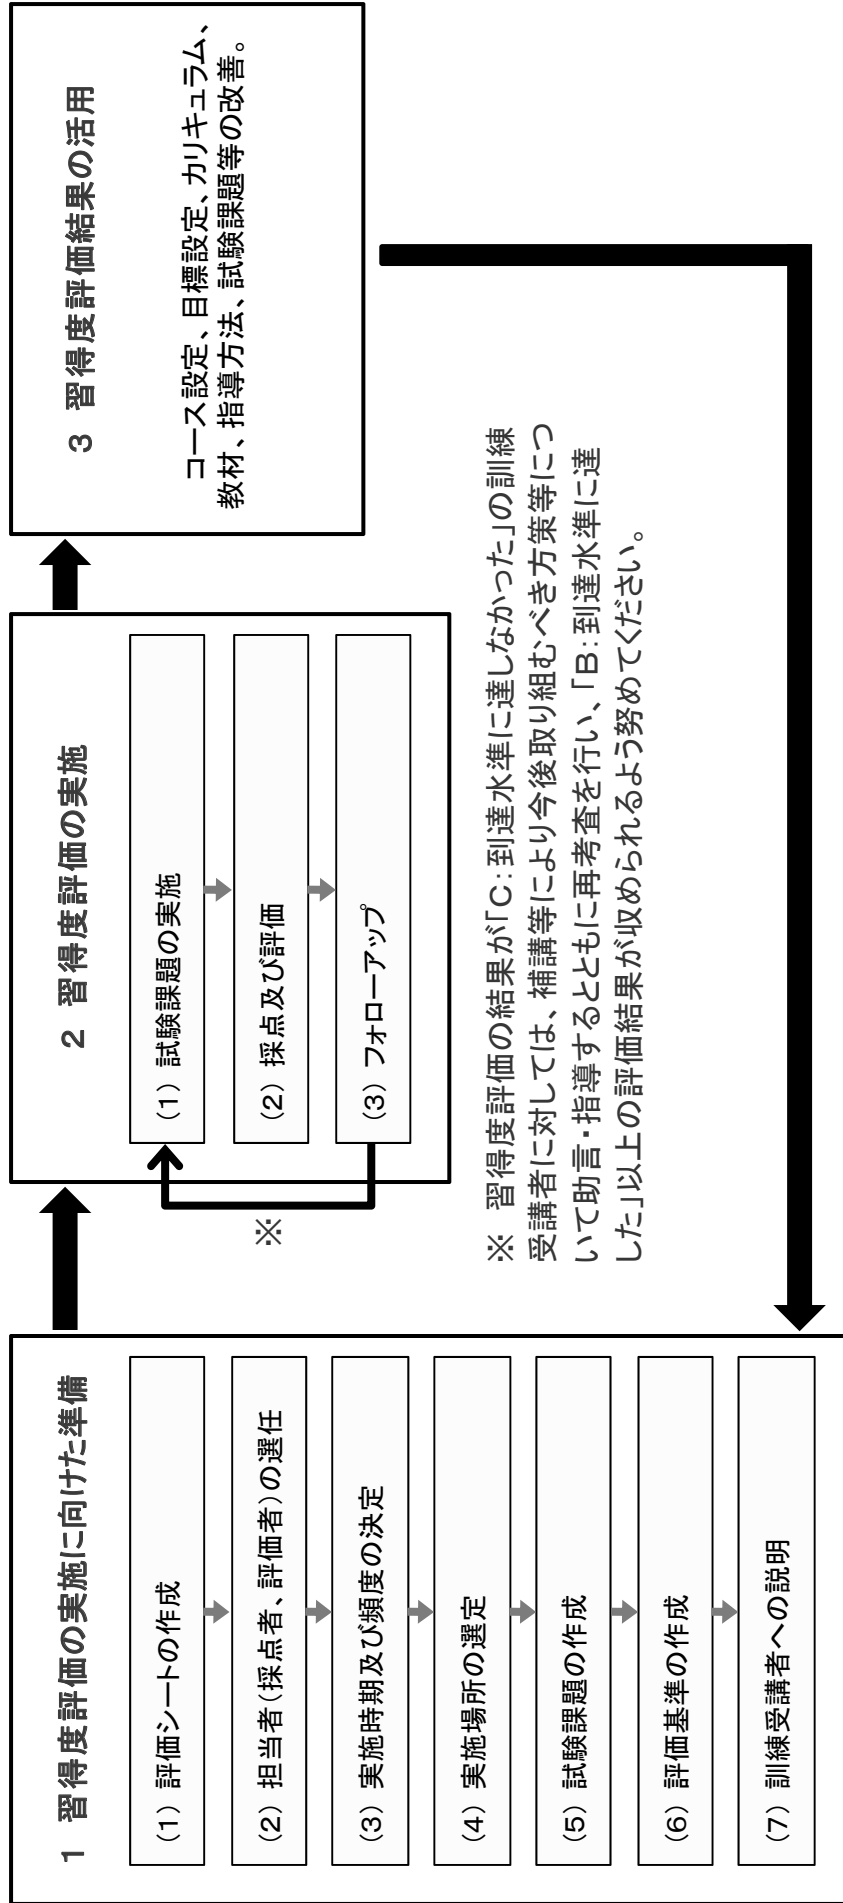 1 習得度評価の実施に向けた準備
(1) 評価シートの作成
(2) 担当者(採点者、評価者)の選任
(3) 実施時期及び頻度の決定
(4) 実施場所の選定
(5) 試験課題の作成
(6) 評価基準の作成
(7) 訓練受講者への説明
2 習得度評価の実施
(1) 試験課題の実施
(2) 採点及び評価
(3) フォローアップ
※
3 習得度評価結果の活用
コース設定、目標設定、カリキュラム、
教材、指導方法、試験課題等の改善。
※ 習得度評価の結果が「C:到達水準に達しなかった」の訓練
受講者に対しては、補講等により今後取り組むべき方策等につ
いて助言・指導するとともに再考査を行い、「B:到達水準に達
した」以上の評価結果が収められるよう努めてください。